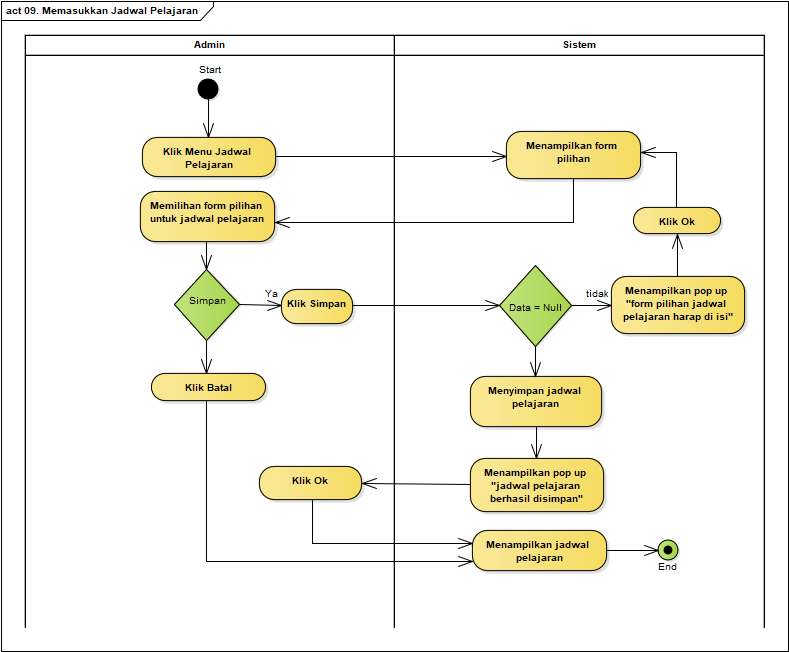 act 09. Memasukkan Jadwal Pelajaran
Admin
Sistem
Start
Klik Menu Jadwal
Pelajaran
Menampilkan form
pilihan
Memilihan form pilihan
untuk jadwal pelajaran
Klik Ok
Simpan
Ya
Klik Simpan
Data = Null
tidak
Menampilkan pop up
"form pilihan jadwal
pelajaran harap di isi"
Klik Batal
Menyimpan jadwal
pelajaran
Klik Ok
Menampilkan pop up
"jadwal pelajaran
berhasil disimpan"
Menampilkan jadwal
pelajaran
End